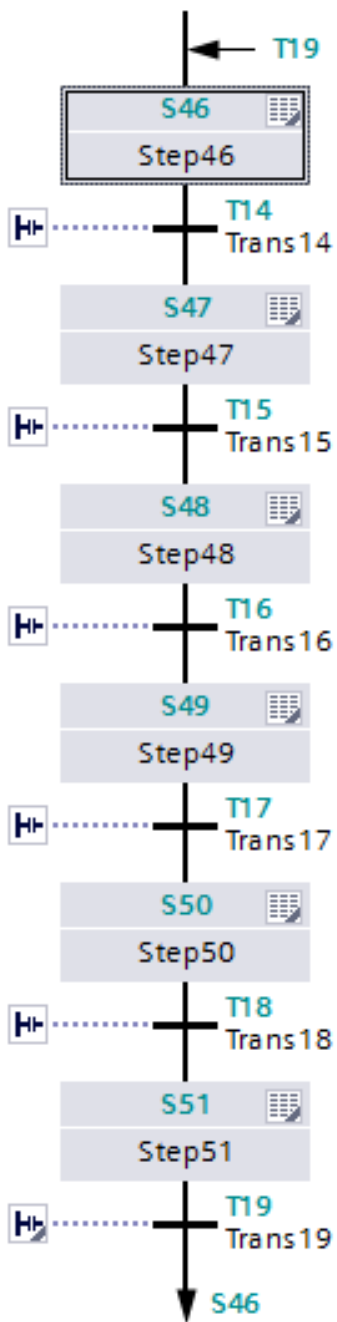 T19
S46
Step46
T14
Trans14
S47
Step47
T15
Trans15
S48
Step48
T16
Trans16
S49
Step49
T17
Trans17
S50
Step50
T18
Trans18
S51
Step51
T19
Trans19
S46